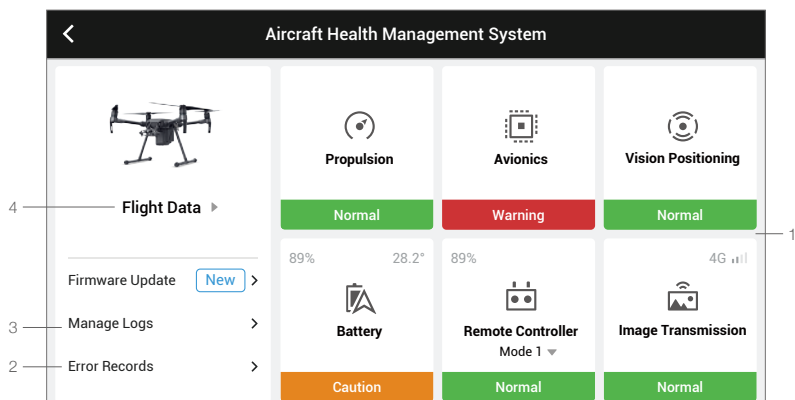 Aircraft Health Management System
Flight Data
Firmware Update New
Manage Logs
Error Records
Propulsion
Normal
Avionics
Warning
Vision Positioning
Normal
89% 28.2°
Battery
Caution
89%
Remote Controller
Mode 1
Normal
4G
Image Transmission
Normal
4
3
2
1